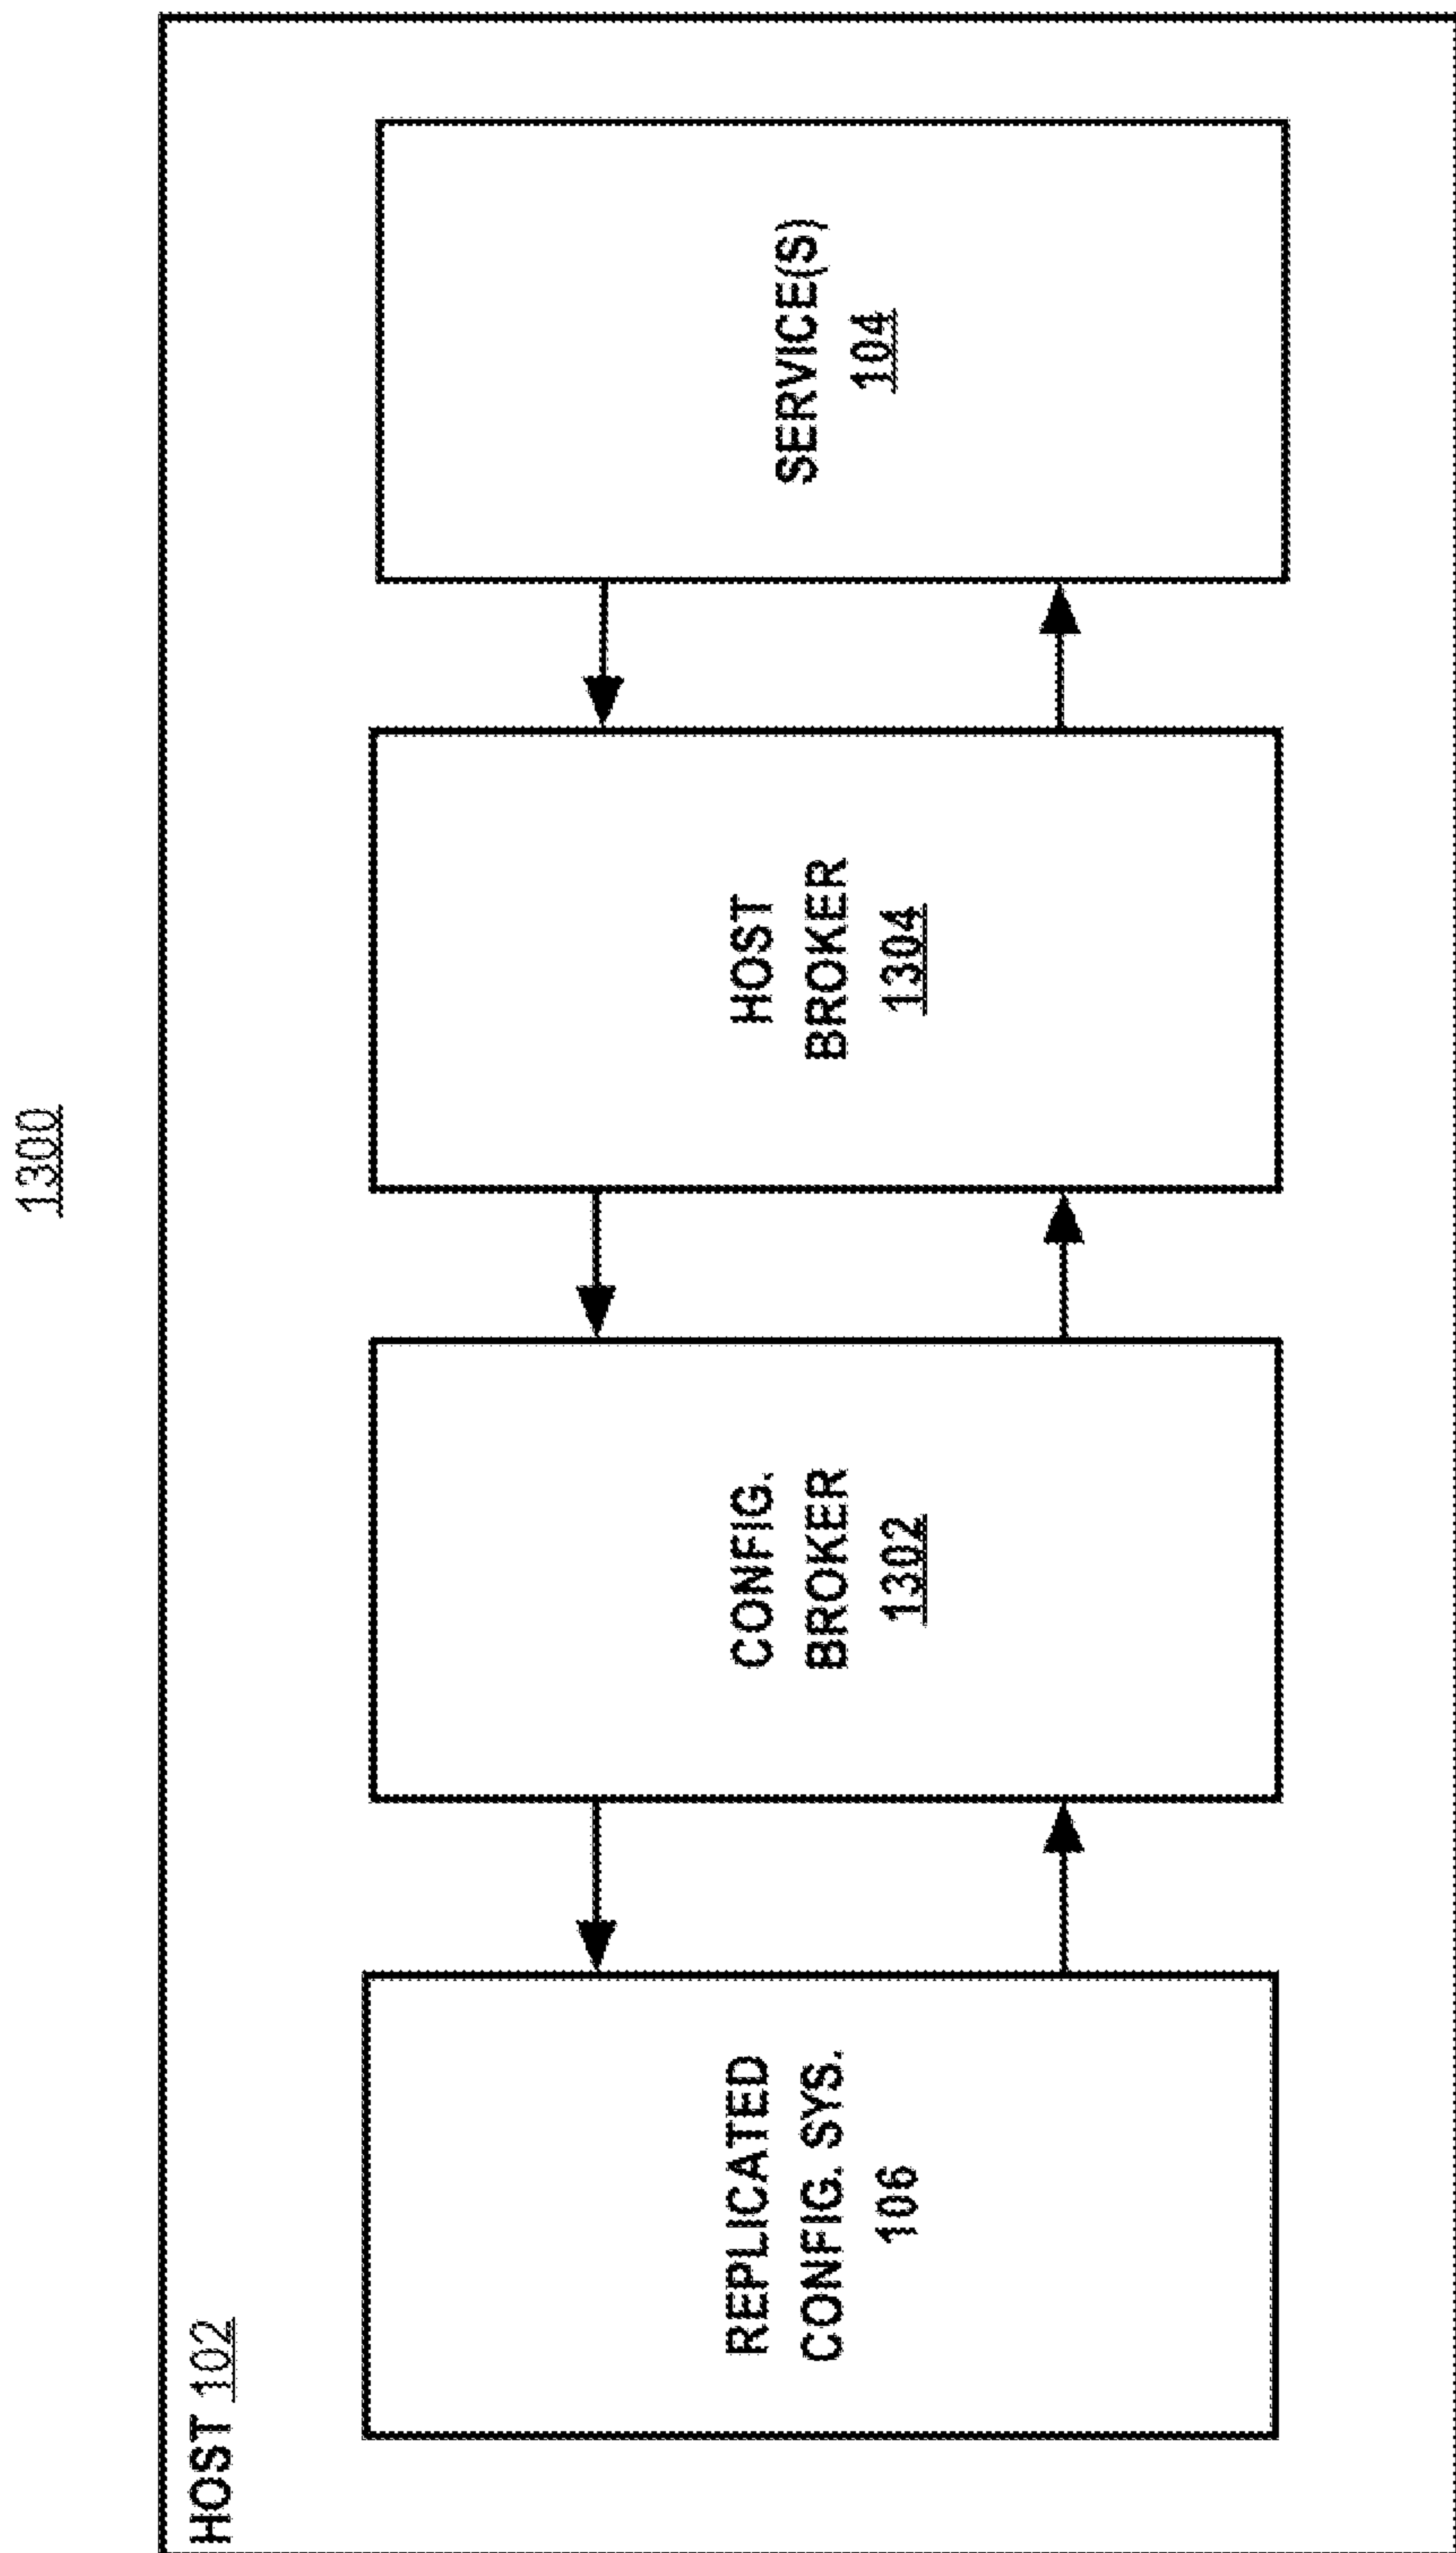 1300
HOST 102
REPLICATED
CONFIG. SYS.
106
CONFIG.
BROKER
1302
HOST
BROKER
1304
SERVICE(S)
104